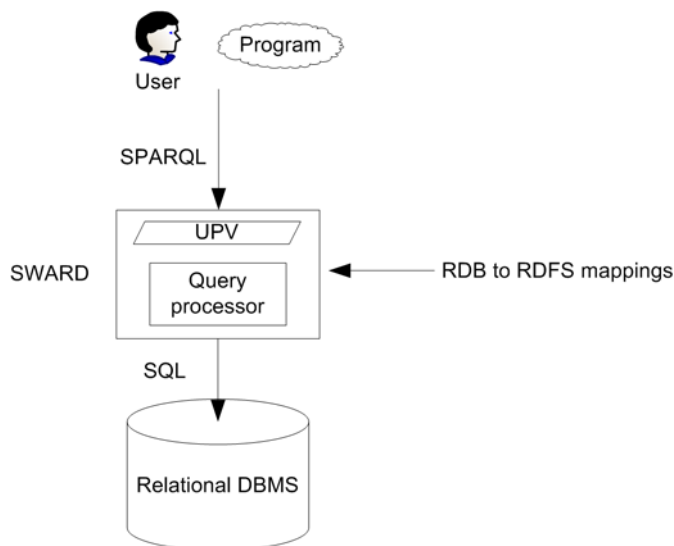 Program
User
SPARQL
UPV
SWARD
Query
processor
RDB to RDFS mappings
SQL
Relational DBMS